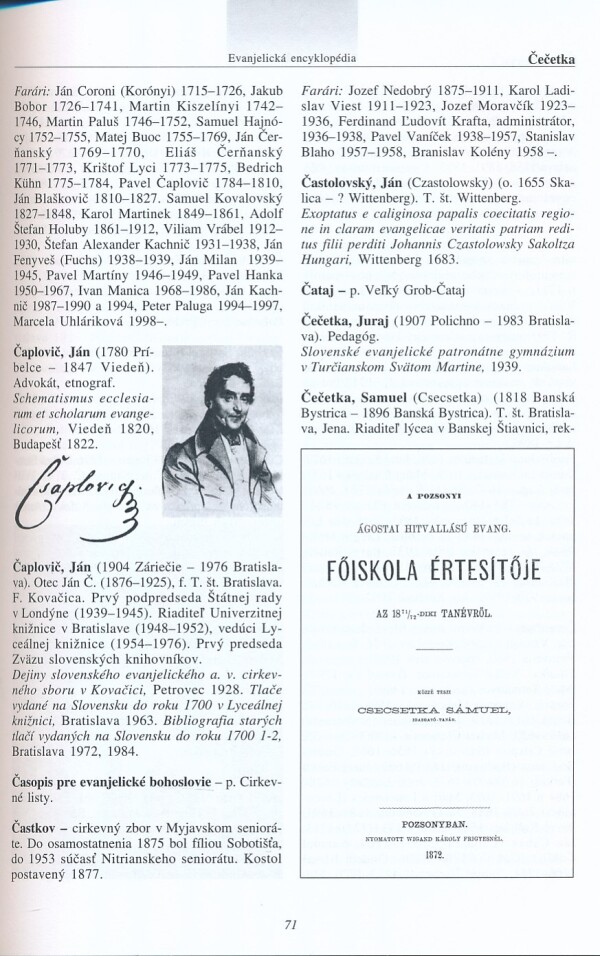 Evanjelická encyklopédia
Čečetka
Farári: Ján Coroni (Korónyi) 1715–1726, Jakub
Bobor 1726–1741, Martin Kiszelínyi 1742–
1746, Martin Paluš 1746–1752, Samuel Hajnó-
cy 1752–1755, Matej Buoc 1755–1769, Ján Čer-
ňanský 1769–1770, Eliáš Čerňanský
1771–1773, Krištof Lyci 1773–1775, Bedrich
Kühn 1775–1784, Pavel Čaplovič 1784–1810,
Ján Blaškovič 1810–1827. Samuel Kovalovský
1827–1848, Karol Martinek 1849–1861, Adolf
Štefan Holuby 1861–1912, Viliam Vrábel 1912–
1930, Štefan Alexander Kachnič 1931–1938, Ján
Fenyveš (Fuchs) 1938–1939, Ján Milan 1939–
1945, Pavel Martíny 1946–1949, Pavel Hanka
1950–1967, Ivan Manica 1968–1986, Ján Kach-
nič 1987–1990 a 1994, Peter Paluga 1994–1997,
Marcela Uhláriková 1998–.
Čaplovič, Ján (1780 Prí-
belce – 1847 Viedeň).
Advokát, etnograf.
Schematismus ecclesia-
rum et scholarum evange-
licorum, Viedeň 1820,
Budapešť 1822.
Čsaplovicz.
Čaplovič, Ján (1904 Záriečie – 1976 Bratisla-
va). Otec Ján Č. (1876–1925), f. T. št. Bratislava.
F. Kovačica. Prvý podpredseda Štátnej rady
v Londýne (1939–1945). Riaditeľ Univerzitnej
knižnice v Bratislave (1948–1952), vedúci Ly-
ceálnej knižnice (1954–1976). Prvý predseda
Zväzu slovenských knihovníkov.
Dejiny slovenského evanjelického a. v. cirkev-
ného sboru v Kovačici, Petrovec 1928. Tlače
vydané na Slovensku do roku 1700 v Lyceálnej
knižnici, Bratislava 1963. Bibliografia starých
tlačí vydaných na Slovensku do roku 1700 1-2,
Bratislava 1972, 1984.
Časopis pre evanjelické bohoslovie – p. Cirkev-
né listy.
Častkov – cirkevný zbor v Myjavskom senioráte
te. Do osamostatnenia 1875 bol fíliou Sobotišťa,
do 1953 súčasť Nitrianskeho seniorátu. Kostol
postavený 1877.
Farári: Jozef Nedobrý 1875–1911, Karol Ladi-
slav Viest 1911–1923, Jozef Moravčík 1923–
1936, Ferdinand Ľudovít Krafta, administrátor,
1936–1938, Pavel Vaníček 1938–1957, Stanislav
Blaho 1957–1958, Branislav Kolény 1958 –.
Častolovský, Ján (Czastolowsky) (o. 1655 Ska-
lica – ? Wittenberg). T. št. Wittenberg.
Exoptatus e caliginosa papalis coecitatis regio-
ne in claram evangelicae veritatis patriam redi-
tus filii perditi Johannis Czastolowsky Sakoltza
Hungari, Wittenberg 1683.
Čataj – p. Veľký Grob-Čataj
Čečetka, Juraj (1907 Polichno – 1983 Bratisla-
va). Pedagóg.
Slovenské evanjelické patronátne gymnázium
v Turčianskom Svätom Martine, 1939.
Čečetka, Samuel (Csecsetka) (1818 Banská
Bystrica – 1896 Banská Bystrica). T. št. Bratisla-
va, Jena. Riaditeľ lýcea v Banskej Štiavnici, rek-
A POZSONYI
ÁGOSTAI HITVALLÁSÚ EVANG.
FŐISKOLA ÉRTESÍTŐJE
AZ 18⁷¹/₇₂-DIKI TANÉVRŐL.
KÖZZÉ TESZI
CSECSETKA SÁMUEL,
IGAZGATÓ-TANÁR.
POZSONYBAN.
NYOMATOTT WIGAND KÁROLY FRIGYESNÉL.
1872.
71